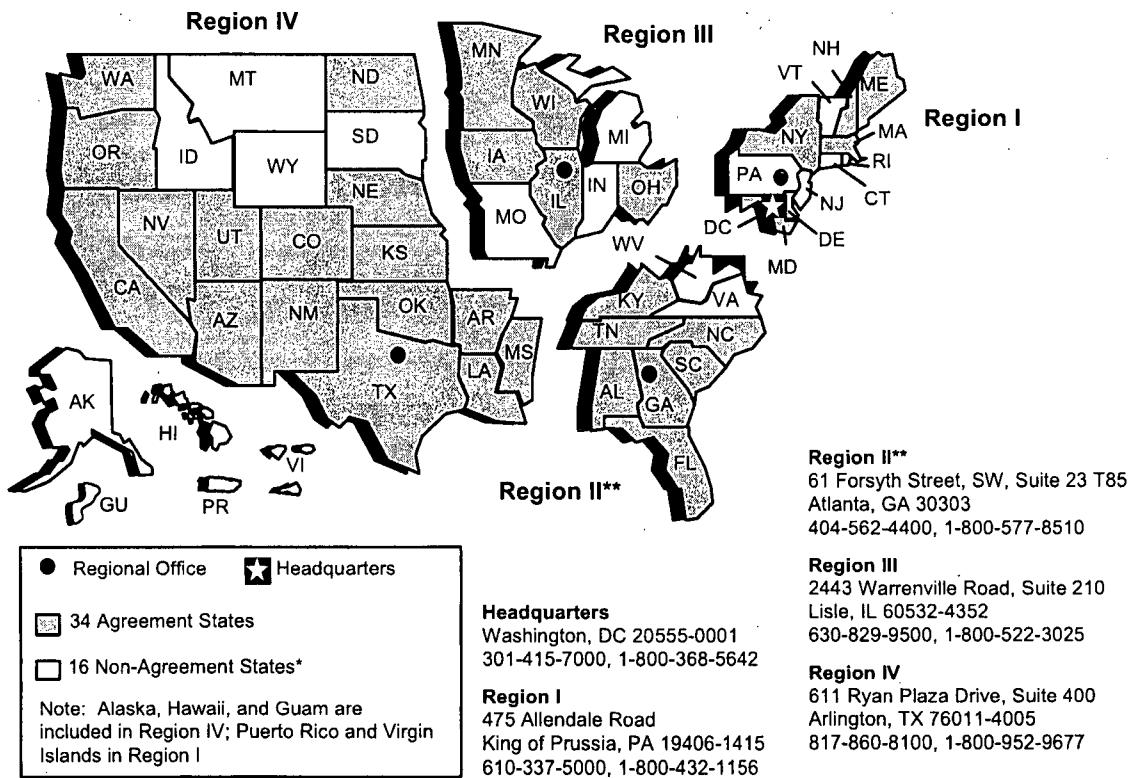 Region IV
Region III
Region I
NH
VT
MN
WA
MT
ND
ME
WI
NY
MA
OR
ID
SD
MI
WY
IA
PA
RI
NE
IL
IN
OH
CT
NJ
NV
UT
CO
MO
DC
DE
WV
MD
KS
CA
KY
VA
AZ
NM
OK
AR
TN
NC
MS
SC
LA
TX
AL
GA
AK
HI
VI
FL
GU
PR
Region II**
Regional Office
Headquarters
34 Agreement States
16 Non-Agreement States*
Note: Alaska, Hawaii, and Guam are
included in Region IV; Puerto Rico and Virgin
Islands in Region I
Headquarters
Washington, DC 20555-0001
301-415-7000, 1-800-368-5642
Region I
475 Allendale Road
King of Prussia, PA 19406-1415
610-337-5000, 1-800-432-1156
Region II**
61 Forsyth Street, SW, Suite 23 T85
Atlanta, GA 30303
404-562-4400, 1-800-577-8510
Region III
2443 Warrenville Road, Suite 210
Lisle, IL 60532-4352
630-829-9500, 1-800-522-3025
Region IV
611 Ryan Plaza Drive, Suite 400
Arlington, TX 76011-4005
817-860-8100, 1-800-952-9677